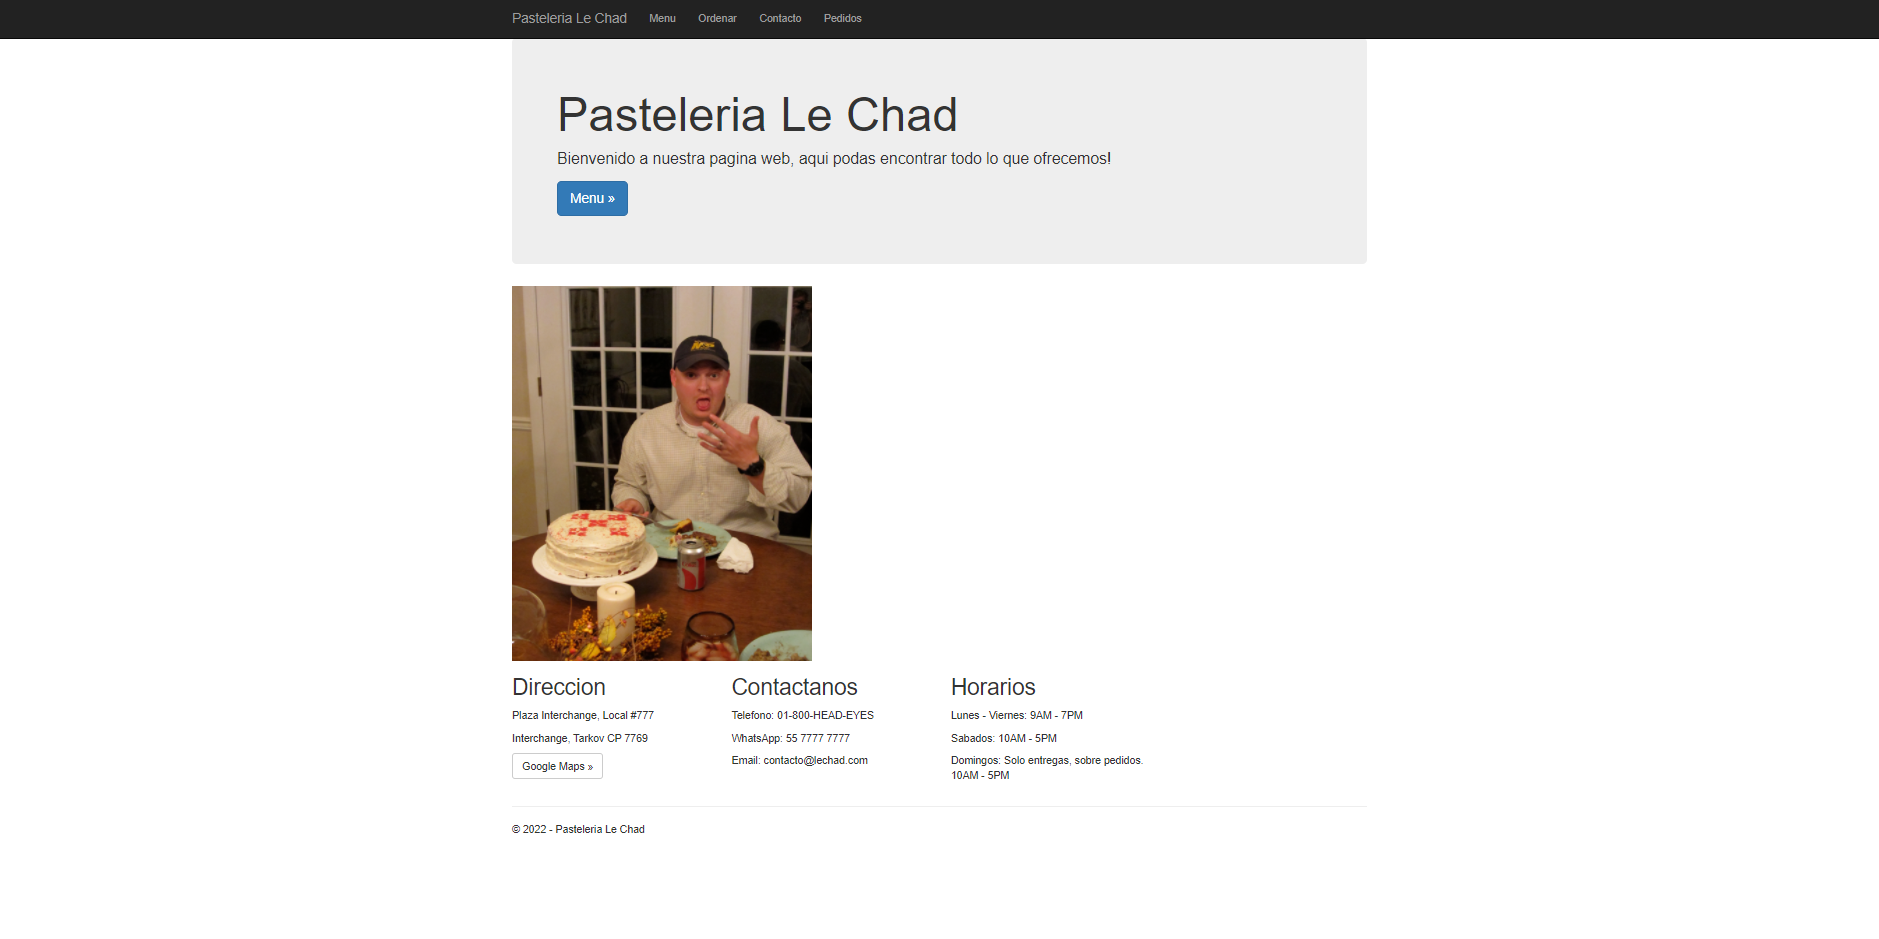 Pasteleria Le Chad Menu Ordenar Contacto Pedidos
Pasteleria Le Chad
Bienvenido a nuestra pagina web, aqui podas encontrar todo lo que ofrecemos!
Menu »
Direccion
Plaza Interchange, Local #777
Interchange, Tarkov CP 7769
Google Maps »
Contactanos
Telefono: 01-800-HEAD-EYES
WhatsApp: 55 7777 7777
Email: contacto@lechad.com
Horarios
Lunes - Viernes: 9AM - 7PM
Sabados: 10AM - 5PM
Domingos: Solo entregas, sobre pedidos.
10AM - 5PM
© 2022 - Pasteleria Le Chad